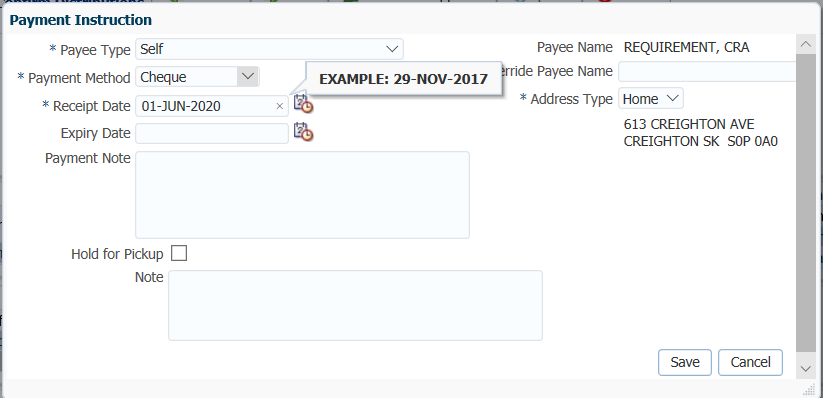 Payment Instruction
* Payee Type Self
Payee Name REQUIREMENT, CRA
* Payment Method Cheque
EXAMPLE: 29-NOV-2017
Payee Name
* Receipt Date 01-JUN-2020 ×
* Address Type Home
Expiry Date
613 CREIGHTON AVE
CREIGHTON SK S0P 0A0
Payment Note
Hold for Pickup
Note
Save Cancel